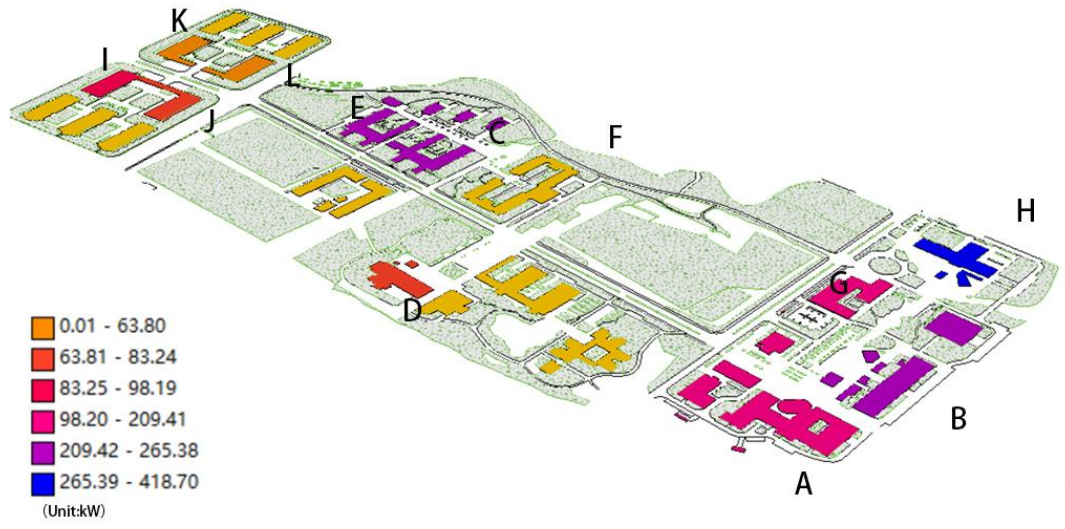 K
I
L
E
J
C
F
H
G
D
B
A
0.01 - 63.80
63.81 - 83.24
83.25 - 98.19
98.20 - 209.41
209.42 - 265.38
265.39 - 418.70
(Unit:kW)